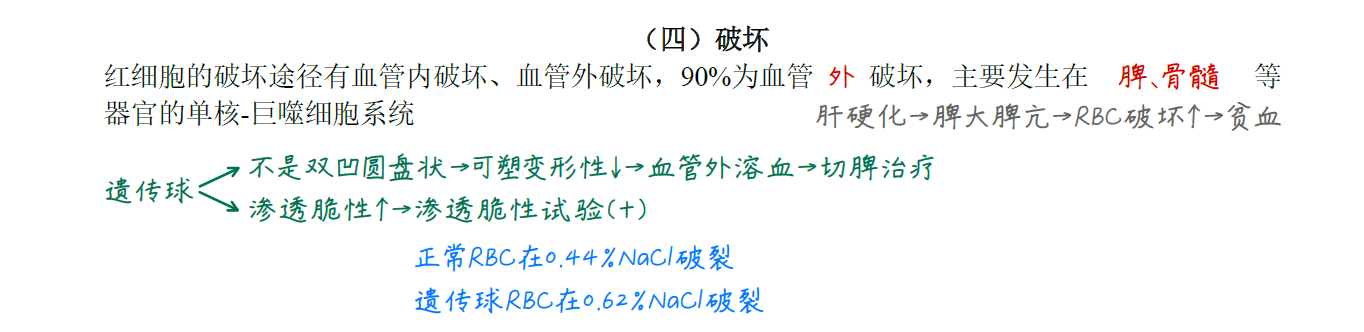 （四）破坏
红细胞的破坏途径有血管内破坏、血管外破坏，90%为血管 外 破坏，主要发生在 脾、骨髓 等
器官的单核-巨噬细胞系统
肝硬化→脾大脾亢→RBC破坏↑→贫血
不是双凹圆盘状→可塑变形性↓→血管外溶血→切脾治疗
遗传球
渗透脆性↑→渗透脆性试验(+)
正常RBC在0.44%NaCl破裂
遗传球RBC在0.62%NaCl破裂